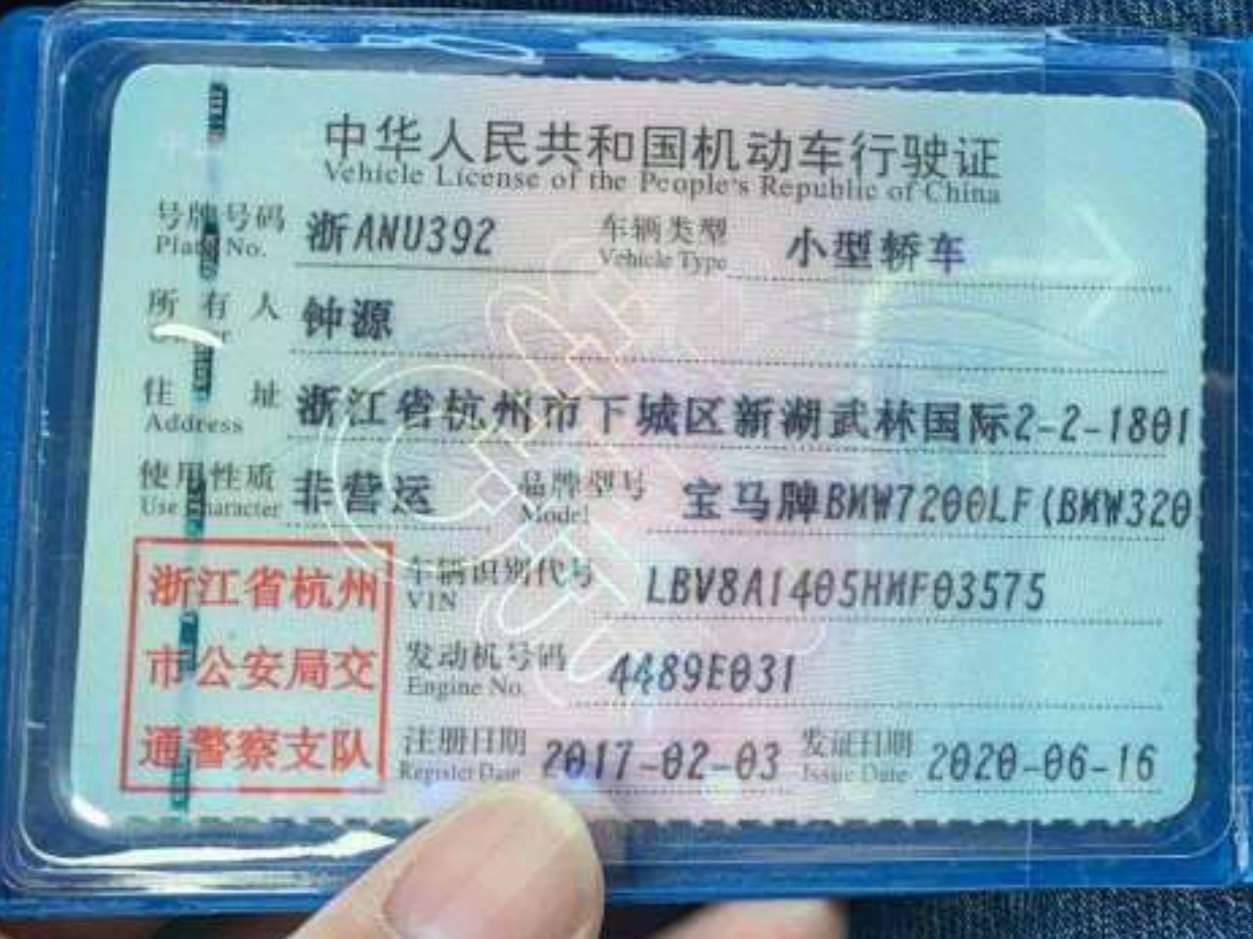 中华人民共和国机动车行驶证
Vehicle License of the People's Republic of China
号牌号码 浙ANU392 车辆类型 小型轿车
Plate No. Vehicle Type
所有人 钟源
住址 浙江省杭州市下城区新湖武林国际2-2-1801
Address
使用性质 非营运 品牌型号 宝马牌BMW7200LF(BMW320
Use Character Model
车辆识别代号 LBV8A1405HMF03575
VIN
发动机号码 4489E031
Engine No.
注册日期 2017-02-03 发证日期 2020-06-16
Register Date Issue Date
浙江省杭州
市公安局交
通警察支队